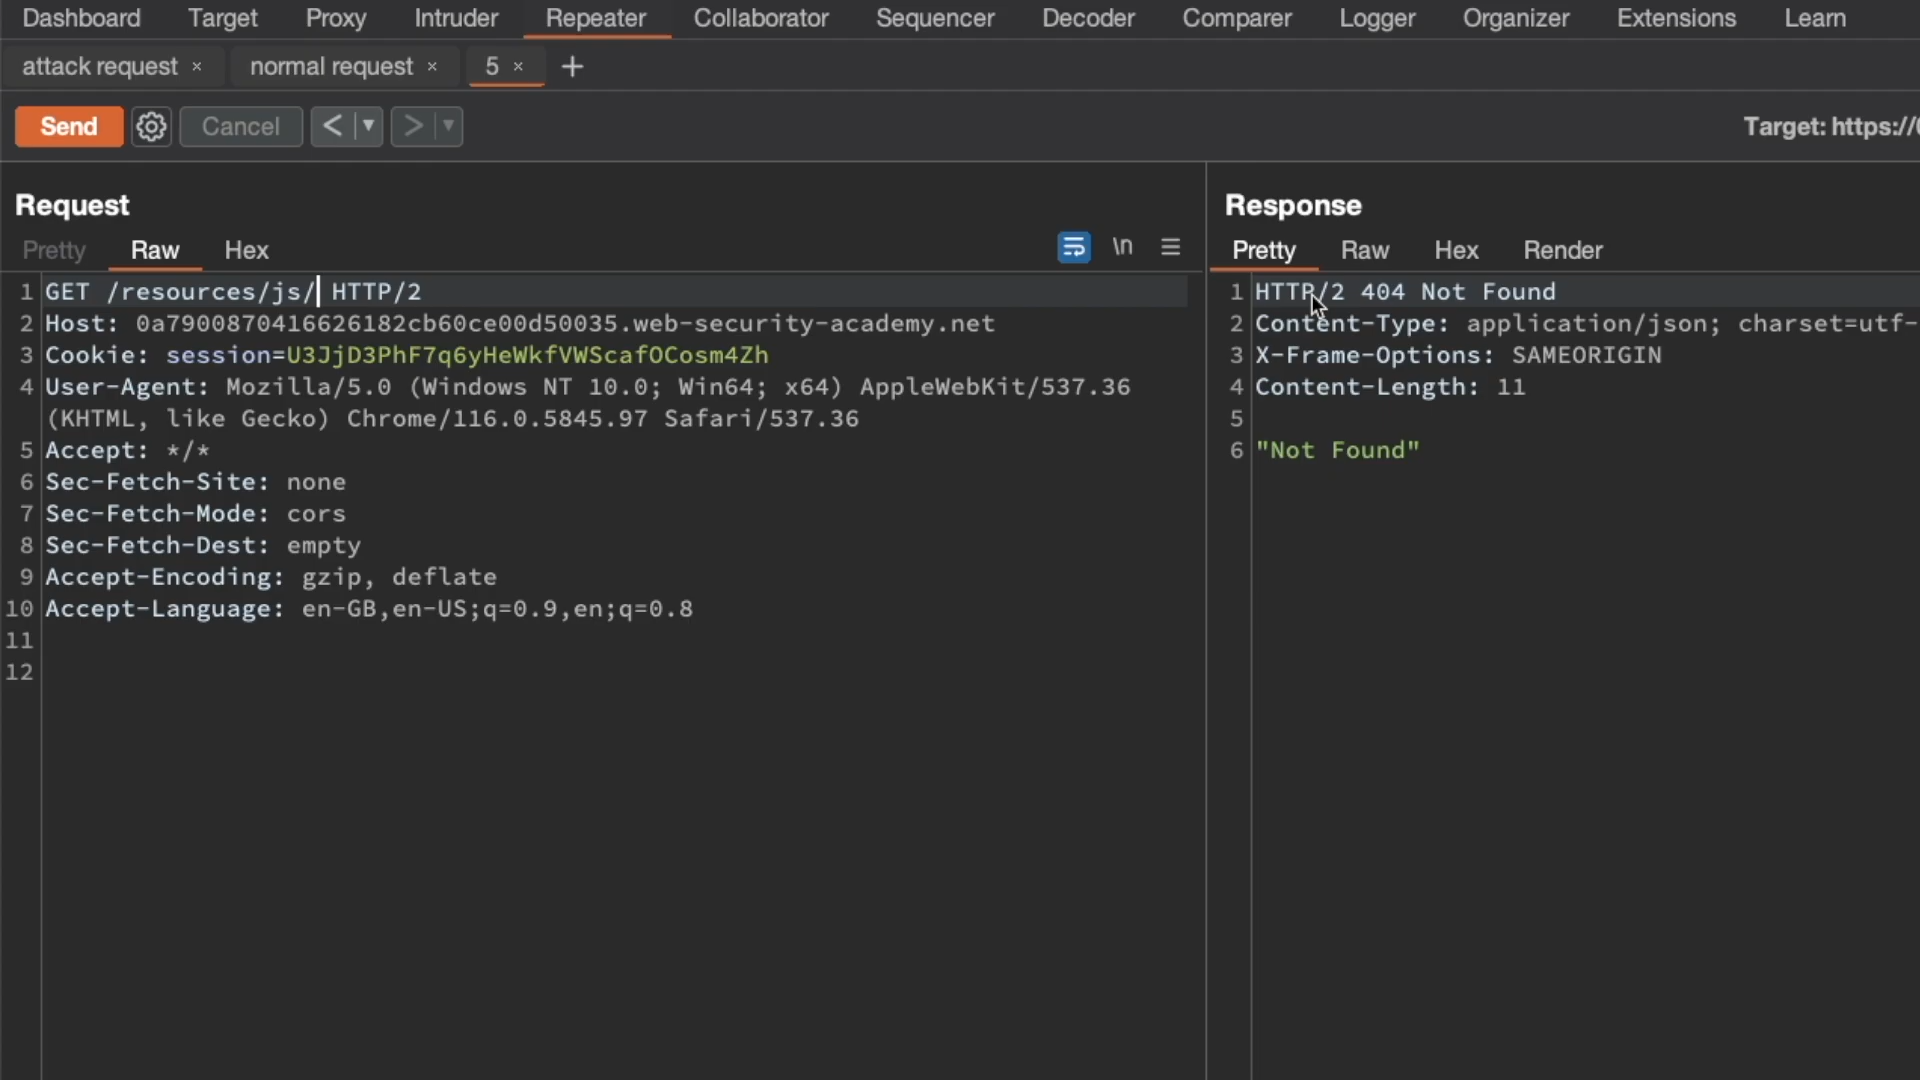 Dashboard Target Proxy Intruder Repeater Collaborator Sequencer Decoder Comparer Logger Organizer Extensions Learn
attack request × normal request × 5 × +
Send Cancel < >
Target: https://
Request
Pretty Raw Hex \n
1 GET /resources/js/ HTTP/2
2 Host: 0a7900870416626182cb60ce00d50035.web-security-academy.net
3 Cookie: session=U3JjD3PhF7q6yHeWkfVWScafOCosm4Zh
4 User-Agent: Mozilla/5.0 (Windows NT 10.0; Win64; x64) AppleWebKit/537.36
(KHTML, like Gecko) Chrome/116.0.5845.97 Safari/537.36
5 Accept: */*
6 Sec-Fetch-Site: none
7 Sec-Fetch-Mode: cors
8 Sec-Fetch-Dest: empty
9 Accept-Encoding: gzip, deflate
10 Accept-Language: en-GB,en-US;q=0.9,en;q=0.8
11
12
Response
Pretty Raw Hex Render
1 HTTP/2 404 Not Found
2 Content-Type: application/json; charset=utf-
3 X-Frame-Options: SAMEORIGIN
4 Content-Length: 11
5
6 "Not Found"